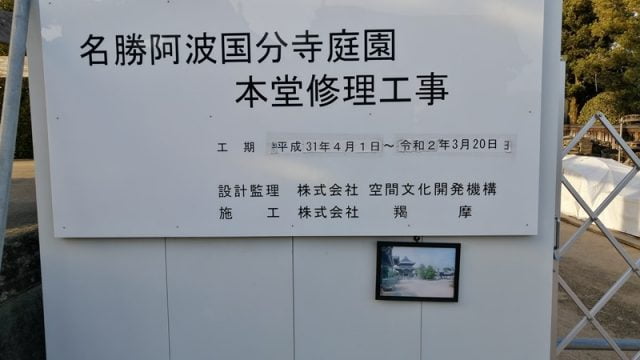 名勝阿波国分寺庭園
本堂修理工事
工 期 平成31年4月1日～令和2年3月20日
設計監理 株式会社 空間文化開発機構
施 工 株式会社 羯 摩